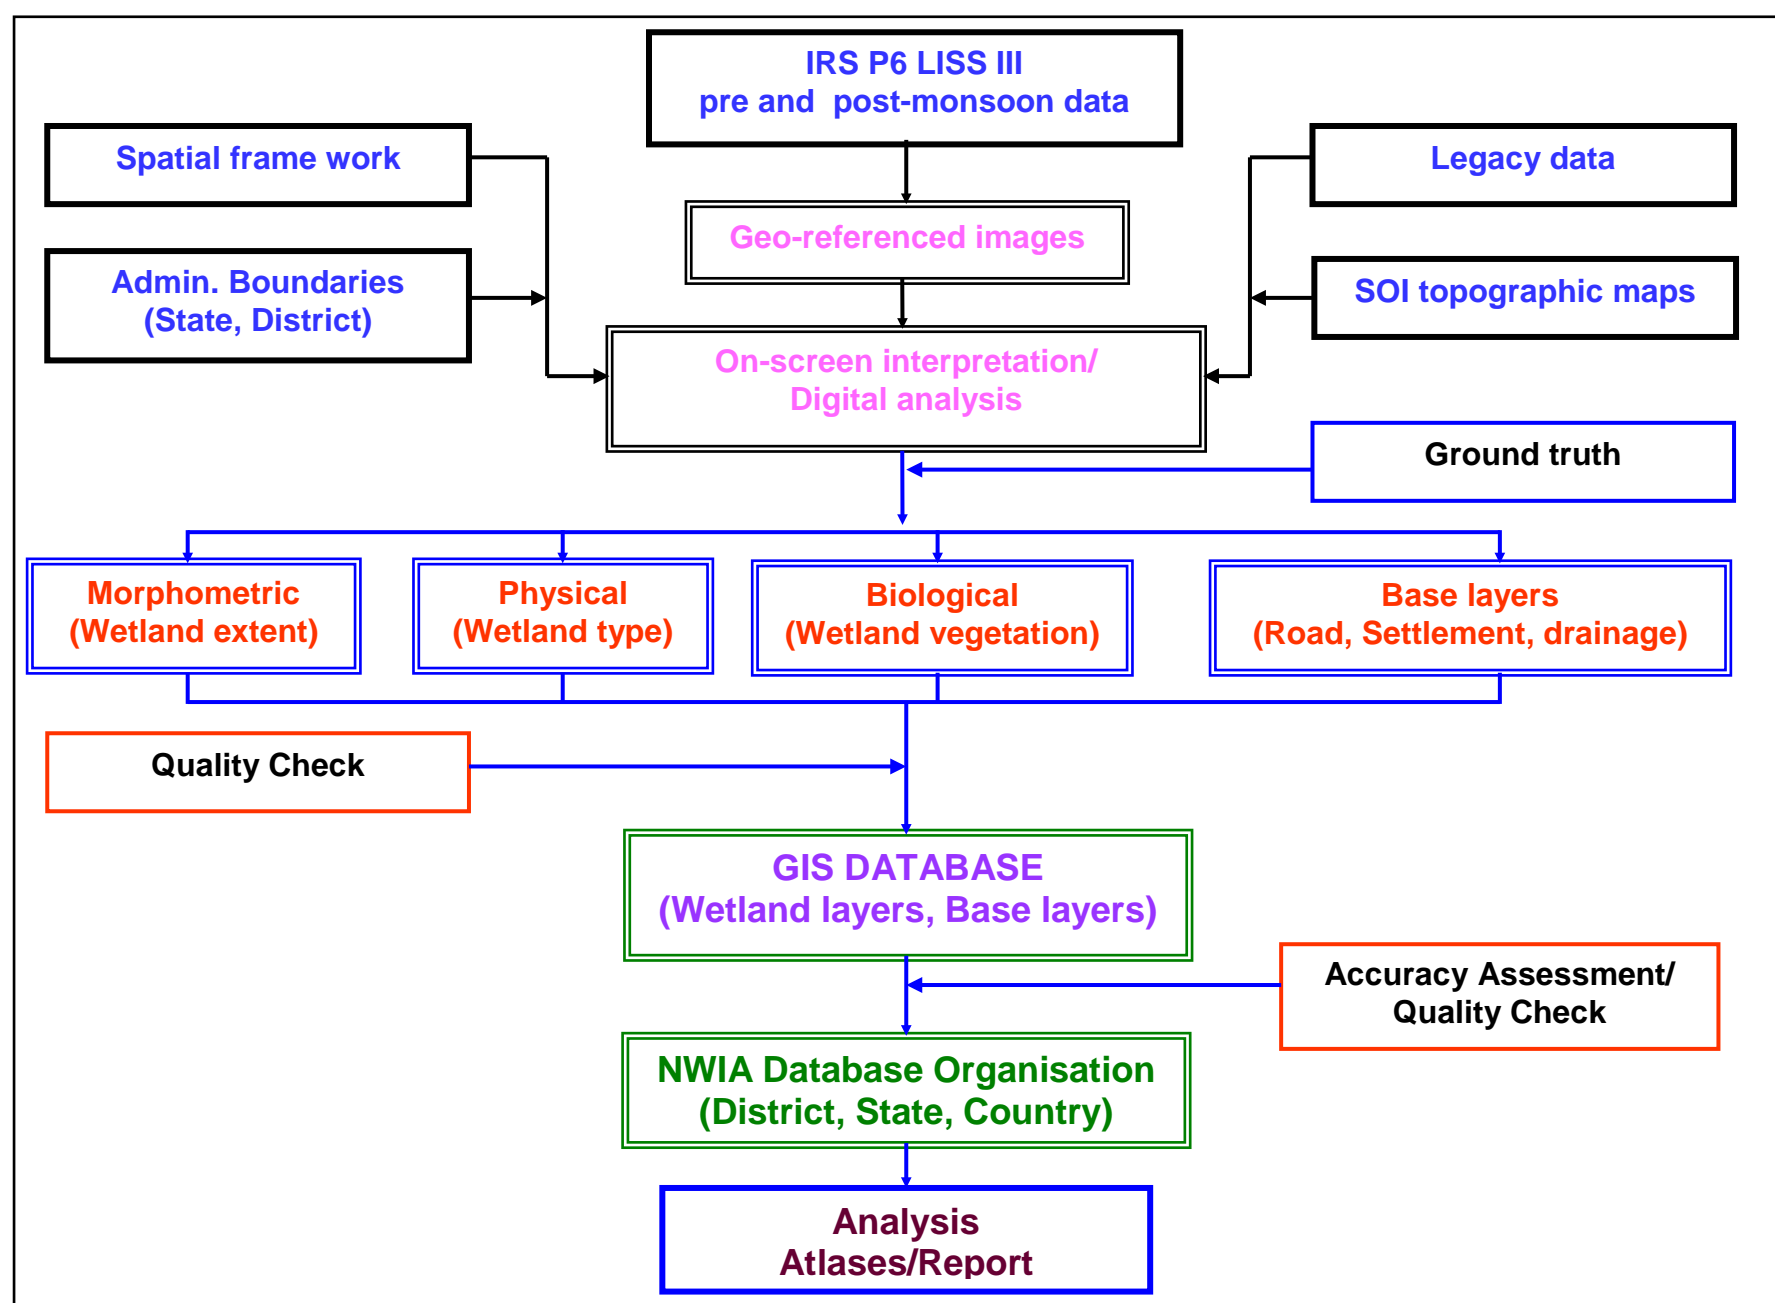 IRS P6 LISS III
pre and post-monsoon data
Spatial frame work
Legacy data
Geo-referenced images
Admin. Boundaries
(State, District)
SOI topographic maps
On-screen interpretation/
Digital analysis
Ground truth
Morphometric
(Wetland extent)
Physical
(Wetland type)
Biological
(Wetland vegetation)
Base layers
(Road, Settlement, drainage)
Quality Check
GIS DATABASE
(Wetland layers, Base layers)
Accuracy Assessment/
Quality Check
NWIA Database Organisation
(District, State, Country)
Analysis
Atlases/Report